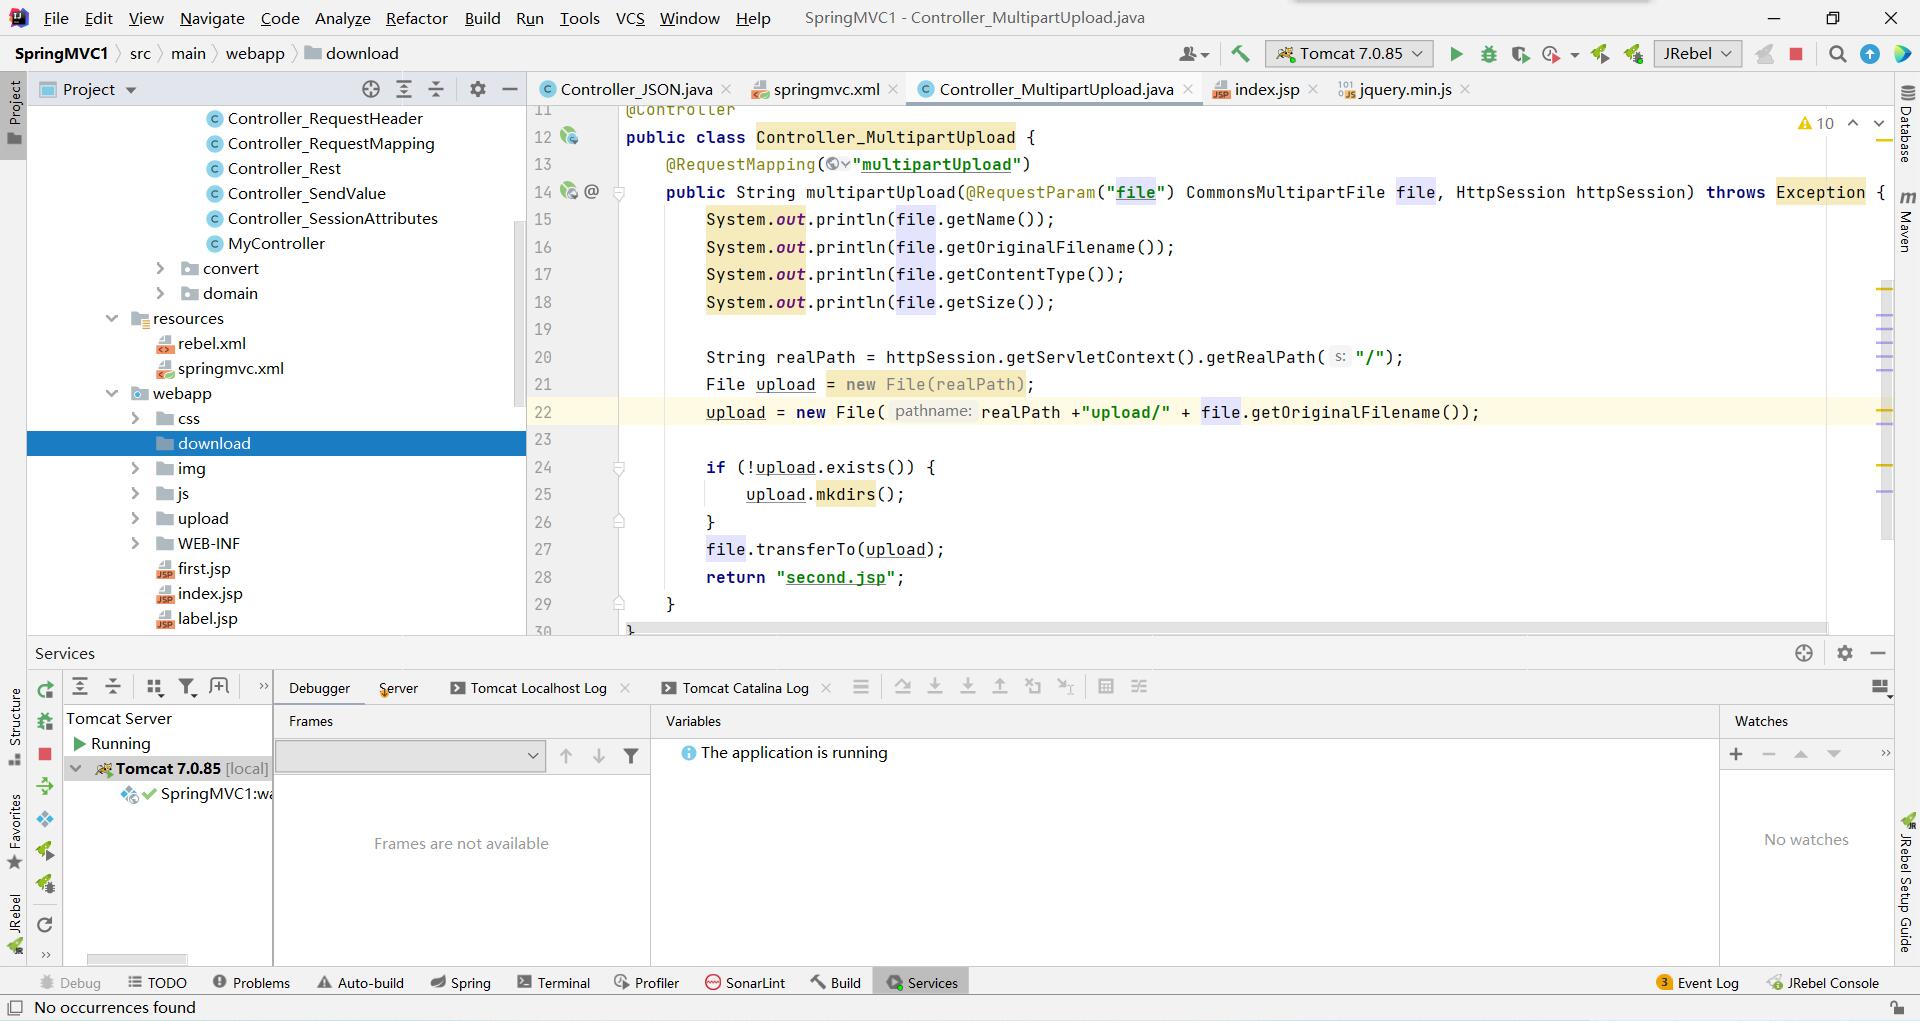 File Edit View Navigate Code Analyze Refactor Build Run Tools VCS Window Help SpringMVC1 - Controller_MultipartUpload.java
SpringMVC1 src main webapp download Tomcat 7.0.85 JRebel
Project
Project
Controller_JSON.java springmvc.xml Controller_MultipartUpload.java index.jsp jquery.min.js
Controller_RequestHeader
Controller_RequestMapping
Controller_Rest
Controller_SendValue
Controller_SessionAttributes
MyController
convert
domain
resources
rebel.xml
springmvc.xml
webapp
css
download
img
js
upload
WEB-INF
first.jsp
index.jsp
label.jsp
11 @Controller
12 public class Controller_MultipartUpload {
13 @RequestMapping("multipartUpload")
14 @ public String multipartUpload(@RequestParam("file") CommonsMultipartFile file, HttpSession httpSession) throws Exception {
15 System.out.println(file.getName());
16 System.out.println(file.getOriginalFilename());
17 System.out.println(file.getContentType());
18 System.out.println(file.getSize());
19
20 String realPath = httpSession.getServletContext().getRealPath( s: "/");
21 File upload = new File(realPath);
22 upload = new File( pathname: realPath +"upload/" + file.getOriginalFilename());
23
24 if (!upload.exists()) {
25 upload.mkdirs();
26 }
27 file.transferTo(upload);
28 return "second.jsp";
29 }
30 }
10
Database
Maven
Services
Structure
Favorites
JRebel
Debugger Server Tomcat Localhost Log Tomcat Catalina Log
Tomcat Server
Running
Tomcat 7.0.85 [local]
SpringMVC1:wa
Frames
Frames are not available
Variables
The application is running
Watches
No watches
JRebel Setup Guide
Debug TODO Problems Auto-build Spring Terminal Profiler SonarLint Build Services 3 Event Log JRebel Console
No occurrences found